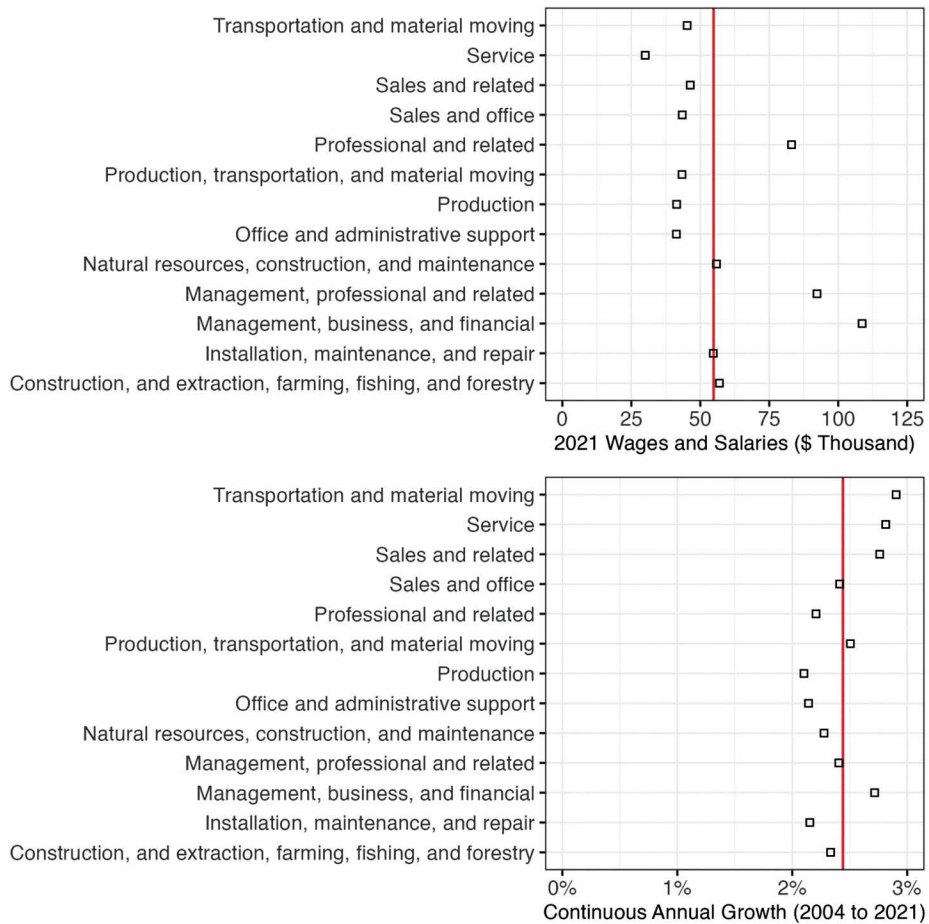 Transportation and material moving
Service
Sales and related
Sales and office
Professional and related
Production, transportation, and material moving
Production
Office and administrative support
Natural resources, construction, and maintenance
Management, professional and related
Management, business, and financial
Installation, maintenance, and repair
Construction, and extraction, farming, fishing, and forestry
0 25 50 75 100 125
2021 Wages and Salaries ($ Thousand)
Transportation and material moving
Service
Sales and related
Sales and office
Professional and related
Production, transportation, and material moving
Production
Office and administrative support
Natural resources, construction, and maintenance
Management, professional and related
Management, business, and financial
Installation, maintenance, and repair
Construction, and extraction, farming, fishing, and forestry
0% 1% 2% 3%
Continuous Annual Growth (2004 to 2021)